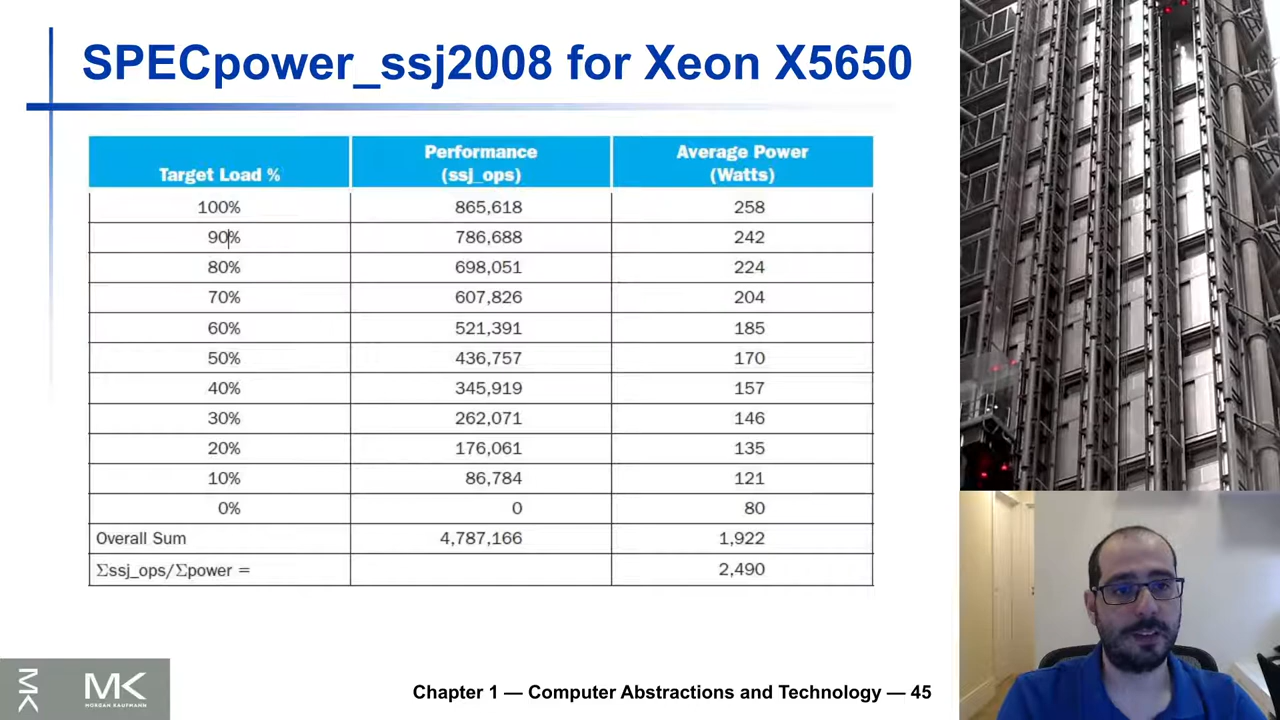 SPECpower_ssj2008 for Xeon X5650
Target Load % Performance (ssj_ops) Average Power (Watts)
100% 865,618 258
90% 786,688 242
80% 698,051 224
70% 607,826 204
60% 521,391 185
50% 436,757 170
40% 345,919 157
30% 262,071 146
20% 176,061 135
10% 86,784 121
0% 0 80
Overall Sum 4,787,166 1,922
Σssj_ops/Σpower = 2,490
MK
MK
MORGAN KAUFMANN
Chapter 1 — Computer Abstractions and Technology — 45